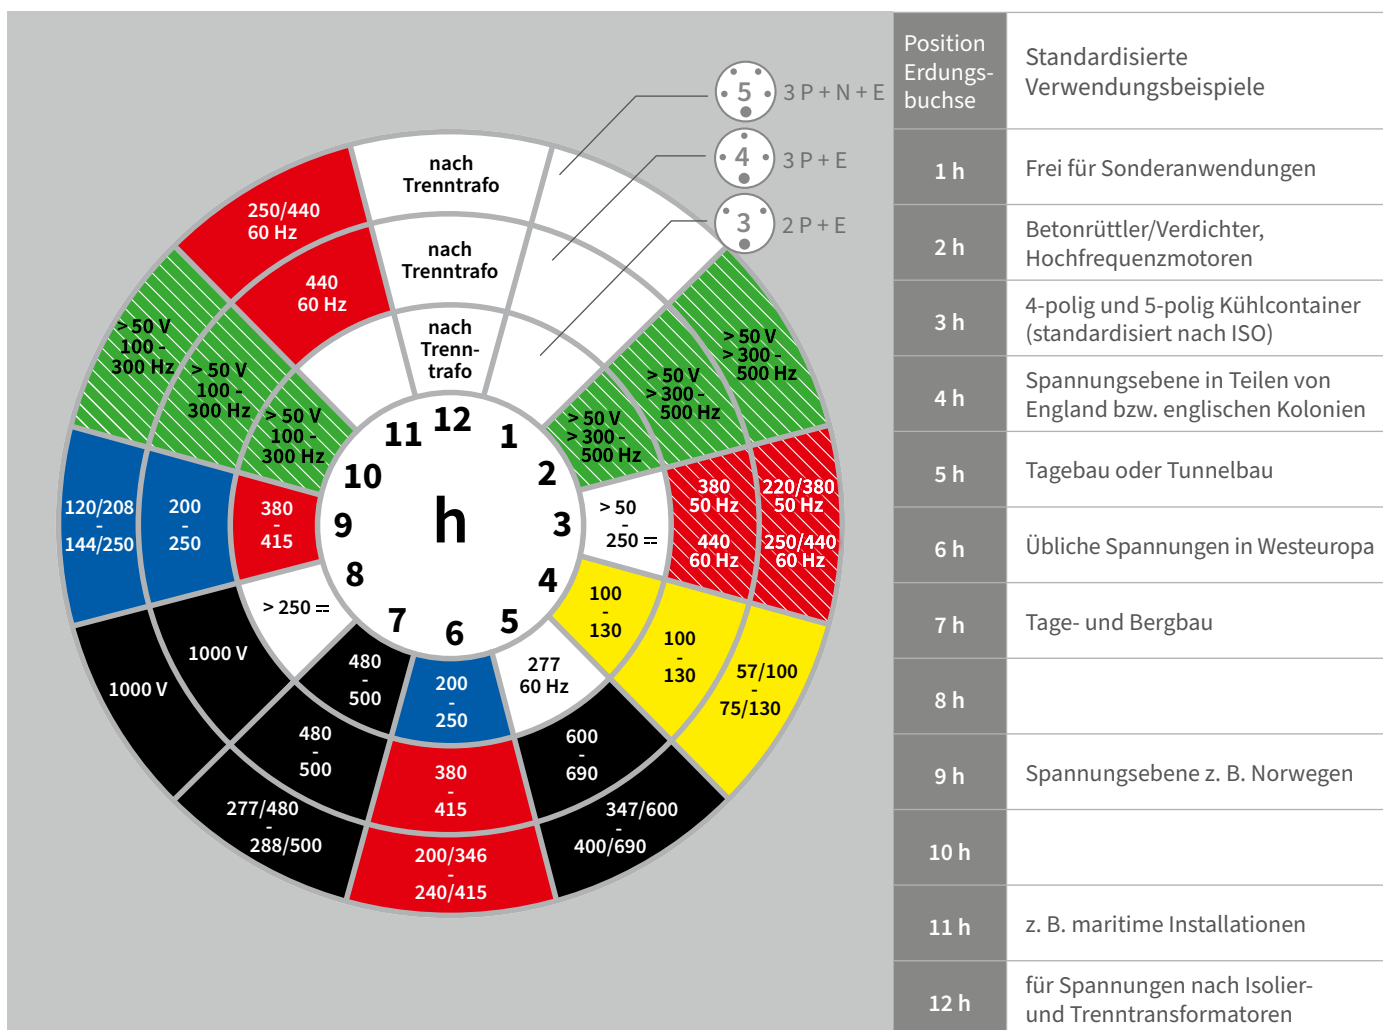 5 3 P + N + E
4 3 P + E
3 2 P + E
nach
Trenntrafo
nach
Trenntrafo
nach
Trenn-
trafo
250/440
60 Hz
440
60 Hz
> 50 V
100 -
300 Hz
> 50 V
100 -
300 Hz
> 50 V
100 -
300 Hz
> 50 V
> 300 -
500 Hz
> 50 V
> 300 -
500 Hz
> 50 V
> 300 -
500 Hz
120/208
-
144/250
200
-
250
380
-
415
> 50
-
250 ⎓
380
50 Hz
440
60 Hz
220/380
50 Hz
250/440
60 Hz
1000 V
1000 V
> 250 ⎓
100
-
130
100
-
130
57/100
-
75/130
277/480
-
288/500
480
-
500
480
-
500
200
-
250
380
-
415
200/346
-
240/415
277
60 Hz
600
-
690
347/600
-
400/690
12
1
2
3
4
5
6
7
8
9
10
11
h
Position
Erdungs-
buchse
Standardisierte
Verwendungsbeispiele
1 h
Frei für Sonderanwendungen
2 h
Betonrüttler/Verdichter,
Hochfrequenzmotoren
3 h
4-polig und 5-polig Kühlcontainer
(standardisiert nach ISO)
4 h
Spannungsebene in Teilen von
England bzw. englischen Kolonien
5 h
Tagebau oder Tunnelbau
6 h
Übliche Spannungen in Westeuropa
7 h
Tage- und Bergbau
8 h
9 h
Spannungsebene z. B. Norwegen
10 h
11 h
z. B. maritime Installationen
12 h
für Spannungen nach Isolier-
und Trenntransformatoren